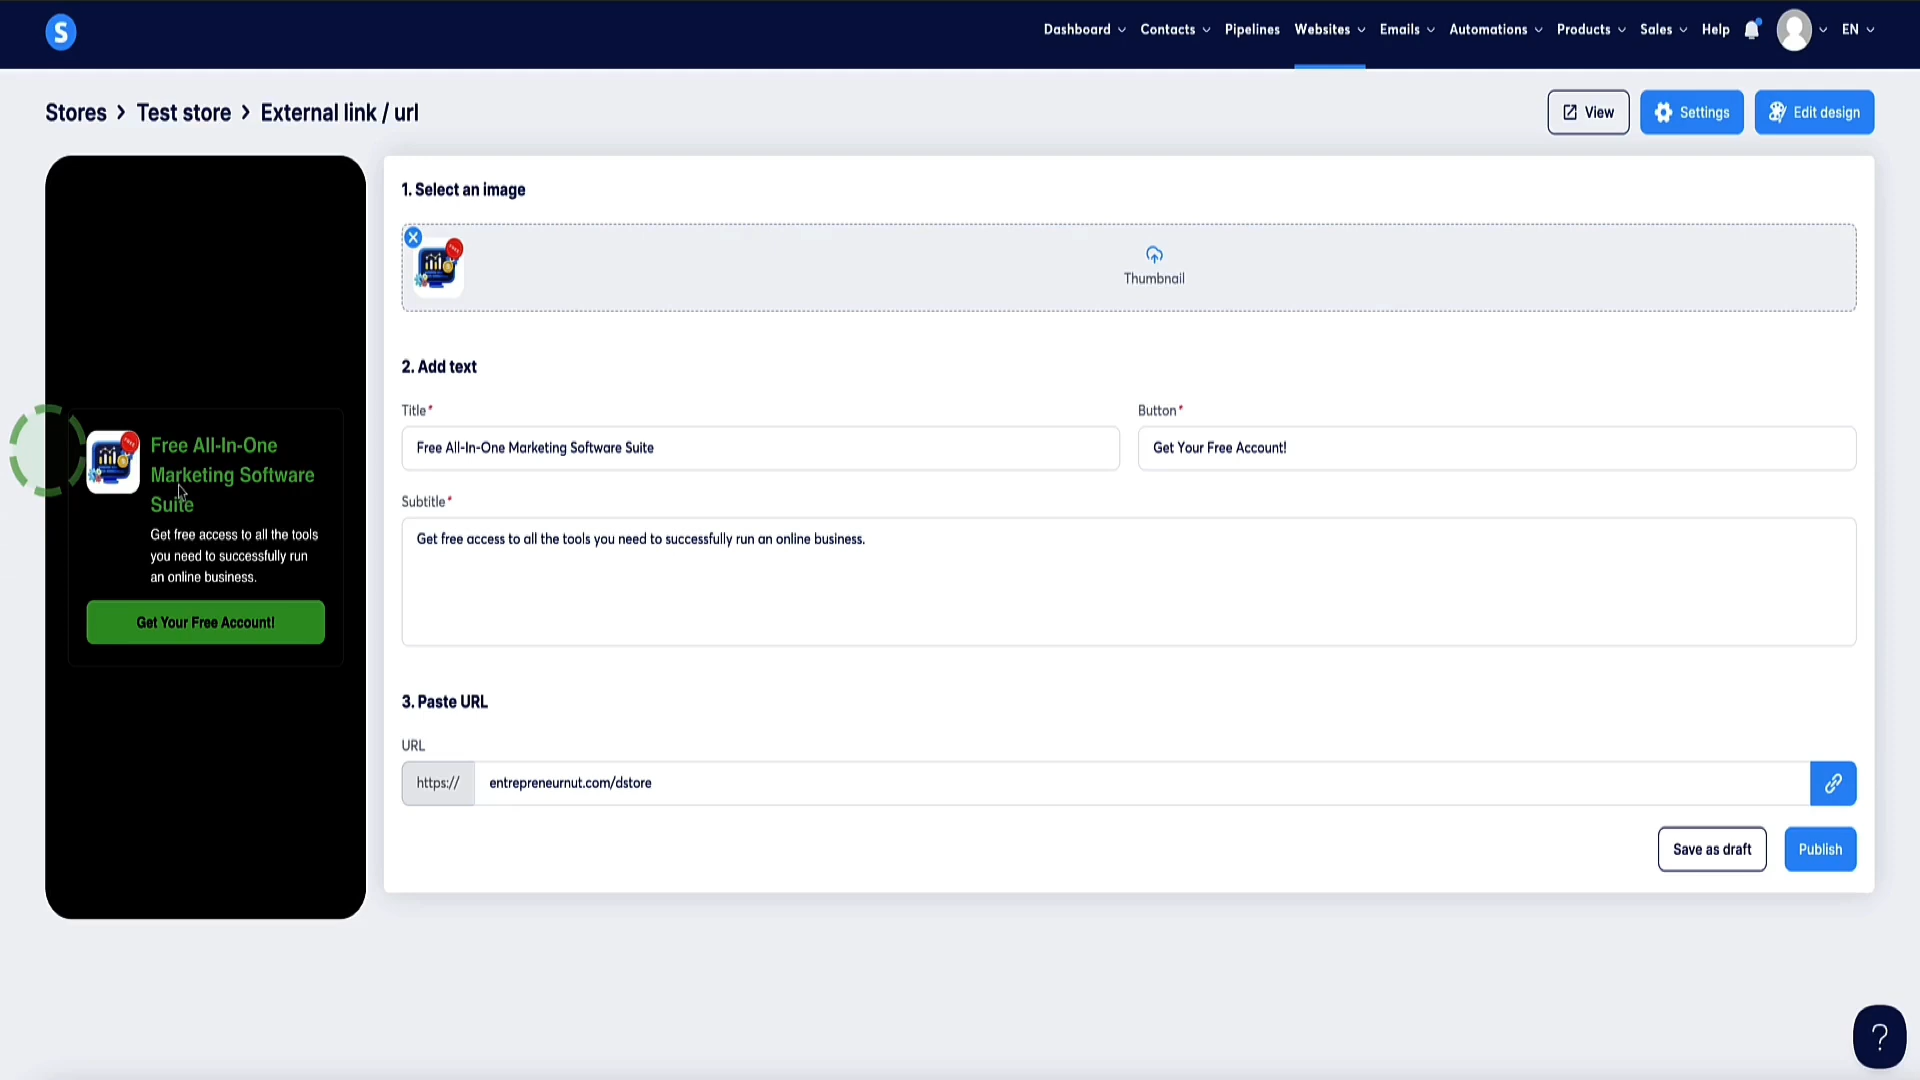 S
Dashboard Contacts Pipelines Websites Emails Automations Products Sales Help EN
Stores > Test store > External link / url
View Settings Edit design
1. Select an image
Thumbnail
2. Add text
Title* Button*
Free All-In-One Marketing Software Suite Get Your Free Account!
Subtitle*
Get free access to all the tools you need to successfully run an online business.
3. Paste URL
URL
https:// entrepreneurnut.com/dstore
Save as draft Publish
Free All-In-One
Marketing Software
Suite
Get free access to all the tools
you need to successfully run
an online business.
Get Your Free Account!
?